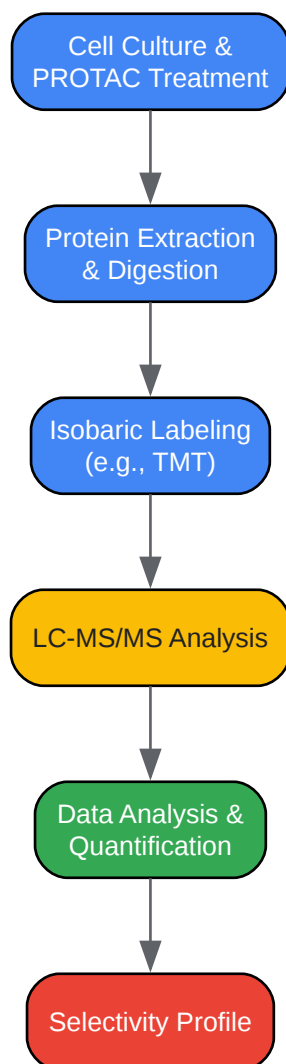 Cell Culture &
PROTAC Treatment
Protein Extraction
& Digestion
Isobaric Labeling
(e.g., TMT)
LC-MS/MS Analysis
Data Analysis &
Quantification
Selectivity Profile